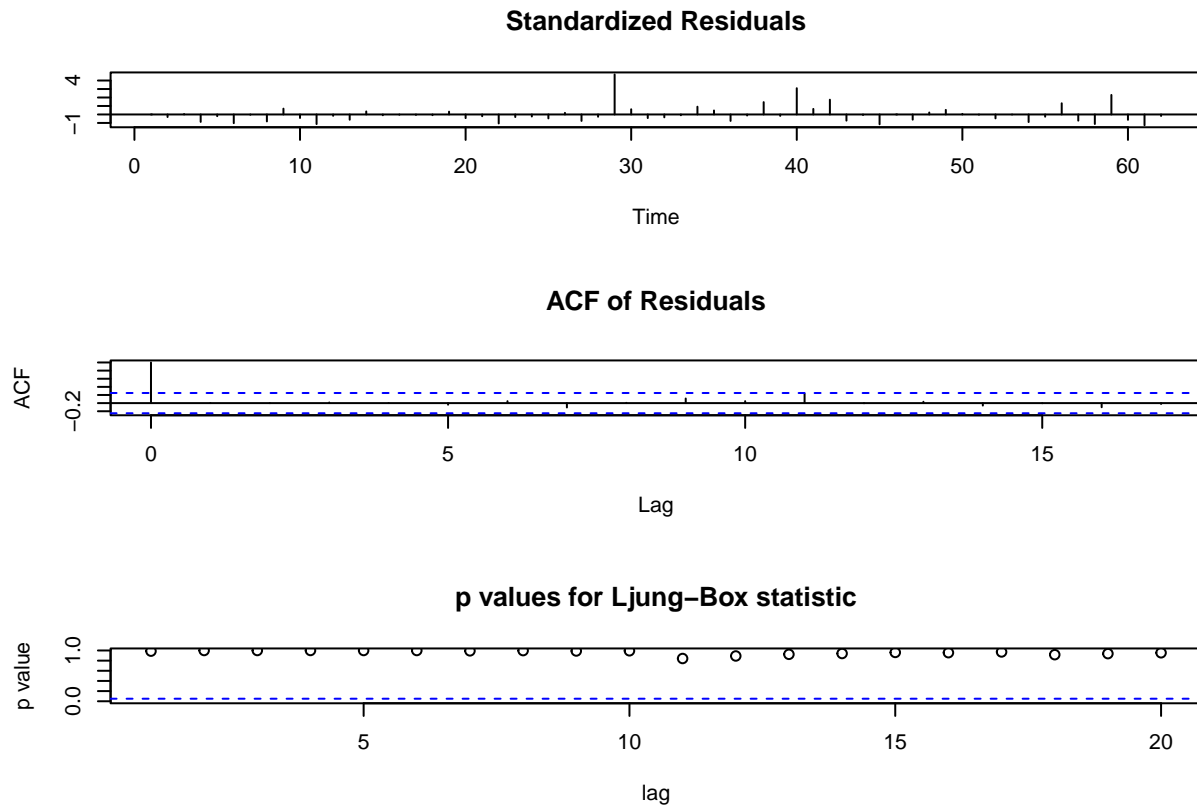 Standardized Residuals
4
−1
0 10 20 30 40 50 60
Time
ACF of Residuals
ACF
−0.2
0 5 10 15
Lag
p values for Ljung−Box statistic
p value
1.0
0.0
5 10 15 20
lag